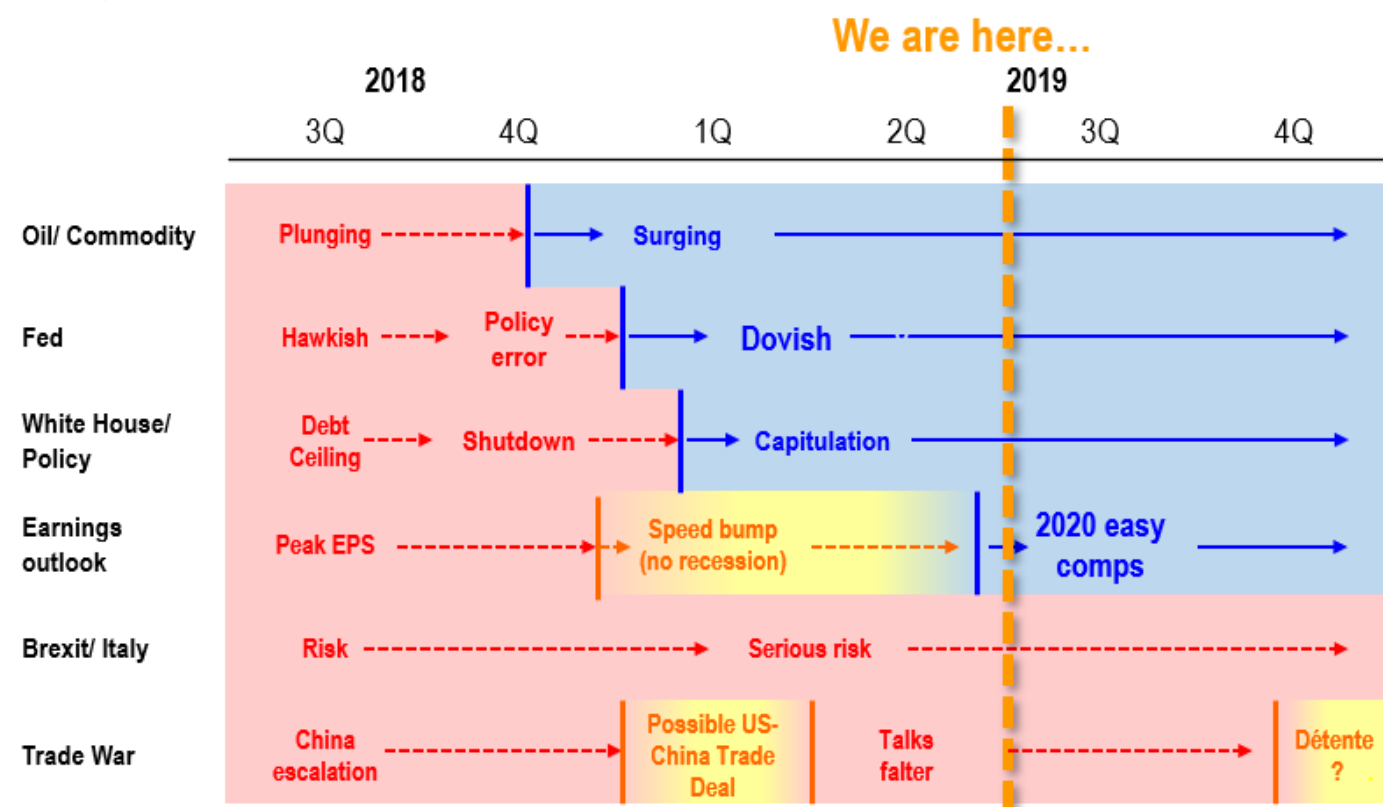 We are here…
2018
2019
3Q 4Q 1Q 2Q 3Q 4Q
Oil/ Commodity
Plunging
Surging
Fed
Hawkish
Policy
error
Dovish
White House/
Policy
Debt
Ceiling
Shutdown
Capitulation
Earnings
outlook
Peak EPS
Speed bump
(no recession)
2020 easy
comps
Brexit/ Italy
Risk
Serious risk
Trade War
China
escalation
Possible US-
China Trade
Deal
Talks
falter
Détente
?